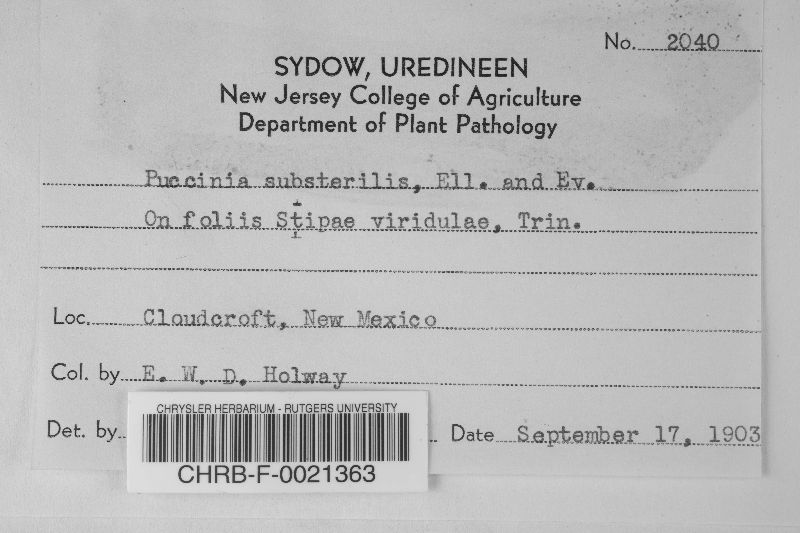 No. 2040
SYDOW, UREDINEEN
New Jersey College of Agriculture
Department of Plant Pathology
Puccinia substerilis, Ell. and Ev.
On foliis Stipae viridulae, Trin.
Loc. Cloudcroft, New Mexico
Col. by E. W. D. Holway
Det. by Date September 17, 1903
CHRYSLER HERBARIUM - RUTGERS UNIVERSITY
CHRB-F-0021363